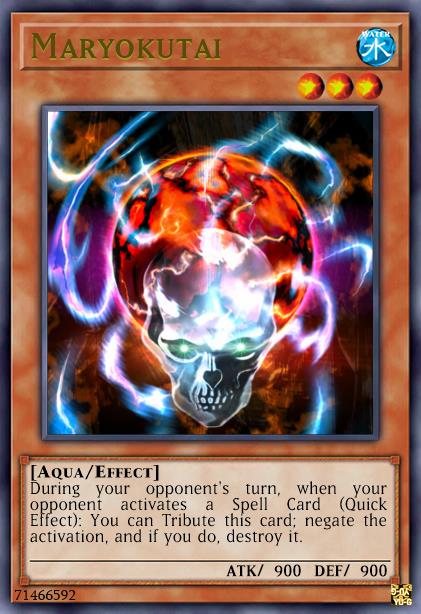 MARYOKUTAI
WATER
水
[AQUA/EFFECT]
During your opponent's turn, when your
opponent activates a Spell Card (Quick
Effect): You can Tribute this card; negate the
activation, and if you do, destroy it.
ATK/ 900 DEF/ 900
71466592